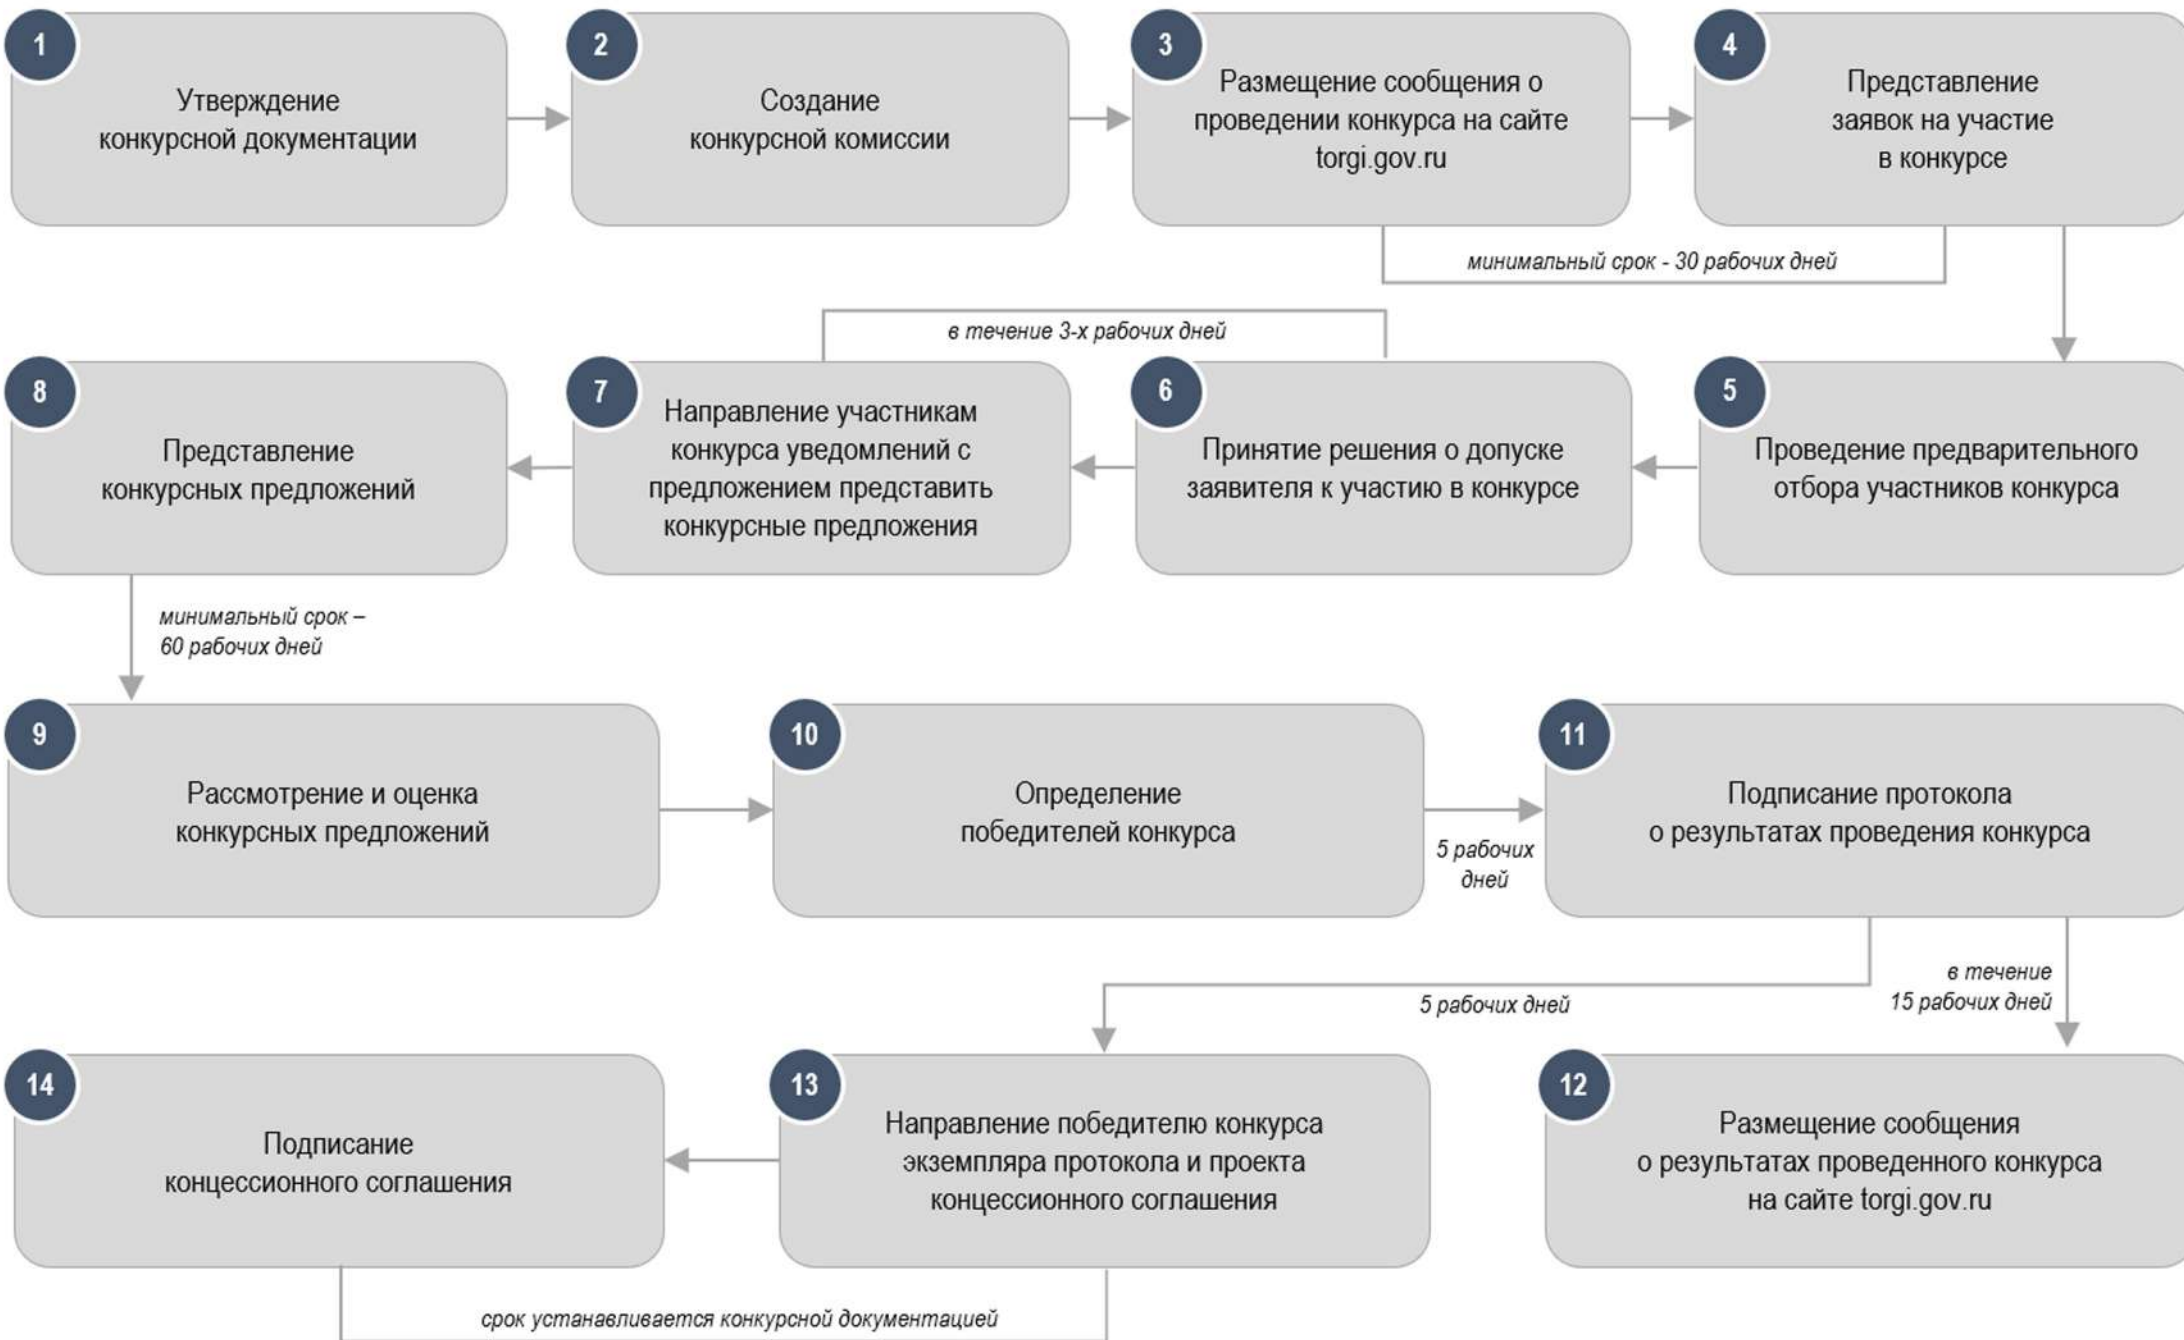 1
Утверждение
конкурсной документации
2
Создание
конкурсной комиссии
3
Размещение сообщения о
проведении конкурса на сайте
torgi.gov.ru
4
Представление
заявок на участие
в конкурсе
минимальный срок - 30 рабочих дней
в течение 3-х рабочих дней
8
Представление
конкурсных предложений
7
Направление участникам
конкурса уведомлений с
предложением представить
конкурсные предложения
6
Принятие решения о допуске
заявителя к участию в конкурсе
5
Проведение предварительного
отбора участников конкурса
минимальный срок –
60 рабочих дней
9
Рассмотрение и оценка
конкурсных предложений
10
Определение
победителей конкурса
5 рабочих
дней
11
Подписание протокола
о результатах проведения конкурса
5 рабочих дней
в течение
15 рабочих дней
14
Подписание
концессионного соглашения
13
Направление победителю конкурса
экземпляра протокола и проекта
концессионного соглашения
12
Размещение сообщения
о результатах проведенного конкурса
на сайте torgi.gov.ru
срок устанавливается конкурсной документацией